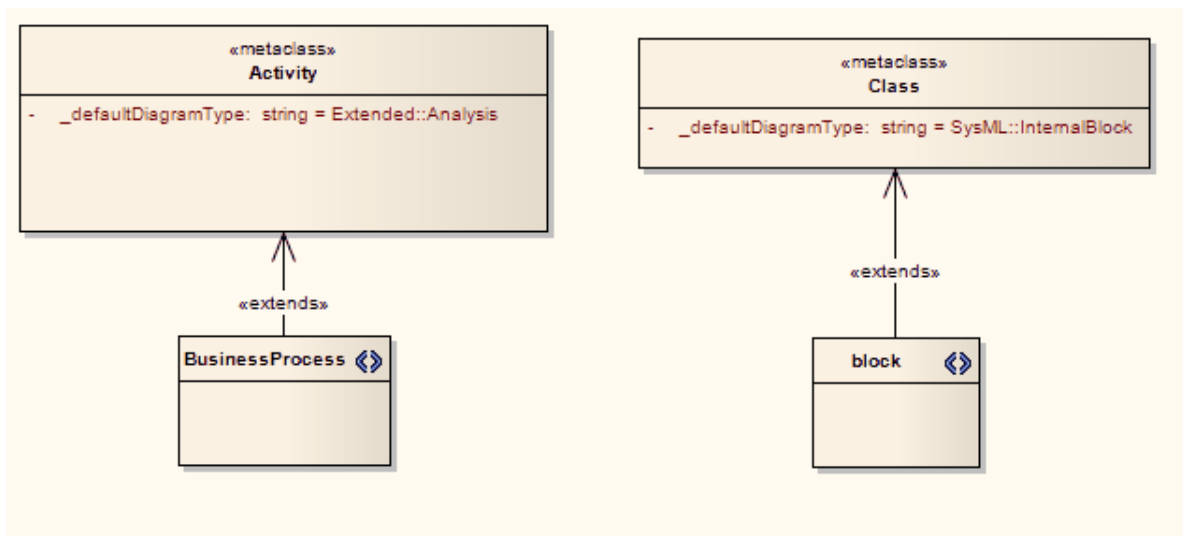 «metaclass»
Activity
- _defaultDiagramType: string = Extended::Analysis
«extends»
BusinessProcess
«metaclass»
Class
- _defaultDiagramType: string = SysML::InternalBlock
«extends»
block